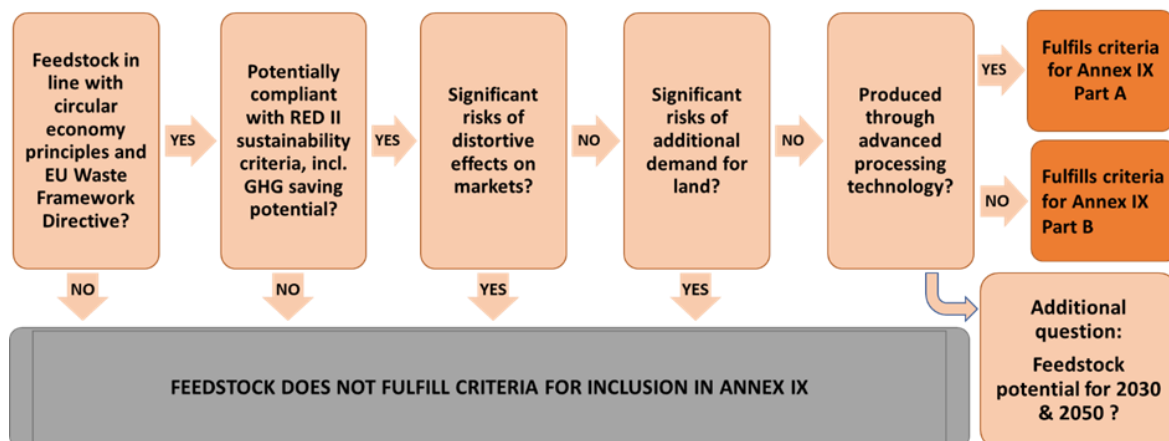 Feedstock in
line with
circular
economy
principles and
EU Waste
Framework
Directive?
YES
Potentially
compliant
with RED II
sustainability
criteria, incl.
GHG saving
potential?
YES
Significant
risks of
distortive
effects on
markets?
NO
Significant
risks of
additional
demand for
land?
NO
Produced
through
advanced
processing
technology?
YES
Fulfils criteria
for Annex IX
Part A
NO
Fulfills criteria
for Annex IX
Part B
NO
NO
YES
YES
FEEDSTOCK DOES NOT FULFILL CRITERIA FOR INCLUSION IN ANNEX IX
Additional
question:
Feedstock
potential for 2030
& 2050 ?